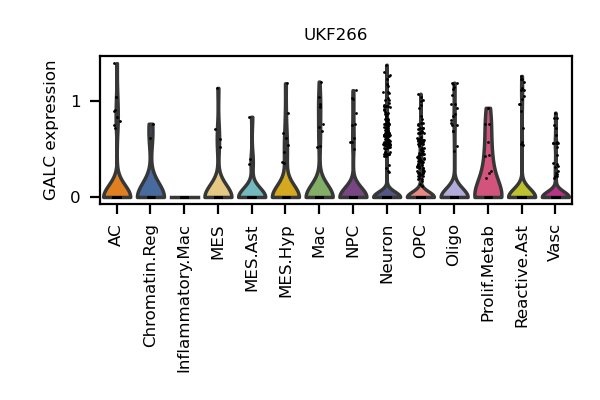 UKF266
GALC expression
1
0
AC
Chromatin.Reg
Inflammatory.Mac
MES
MES.Ast
MES.Hyp
Mac
NPC
Neuron
OPC
Oligo
Prolif.Metab
Reactive.Ast
Vasc